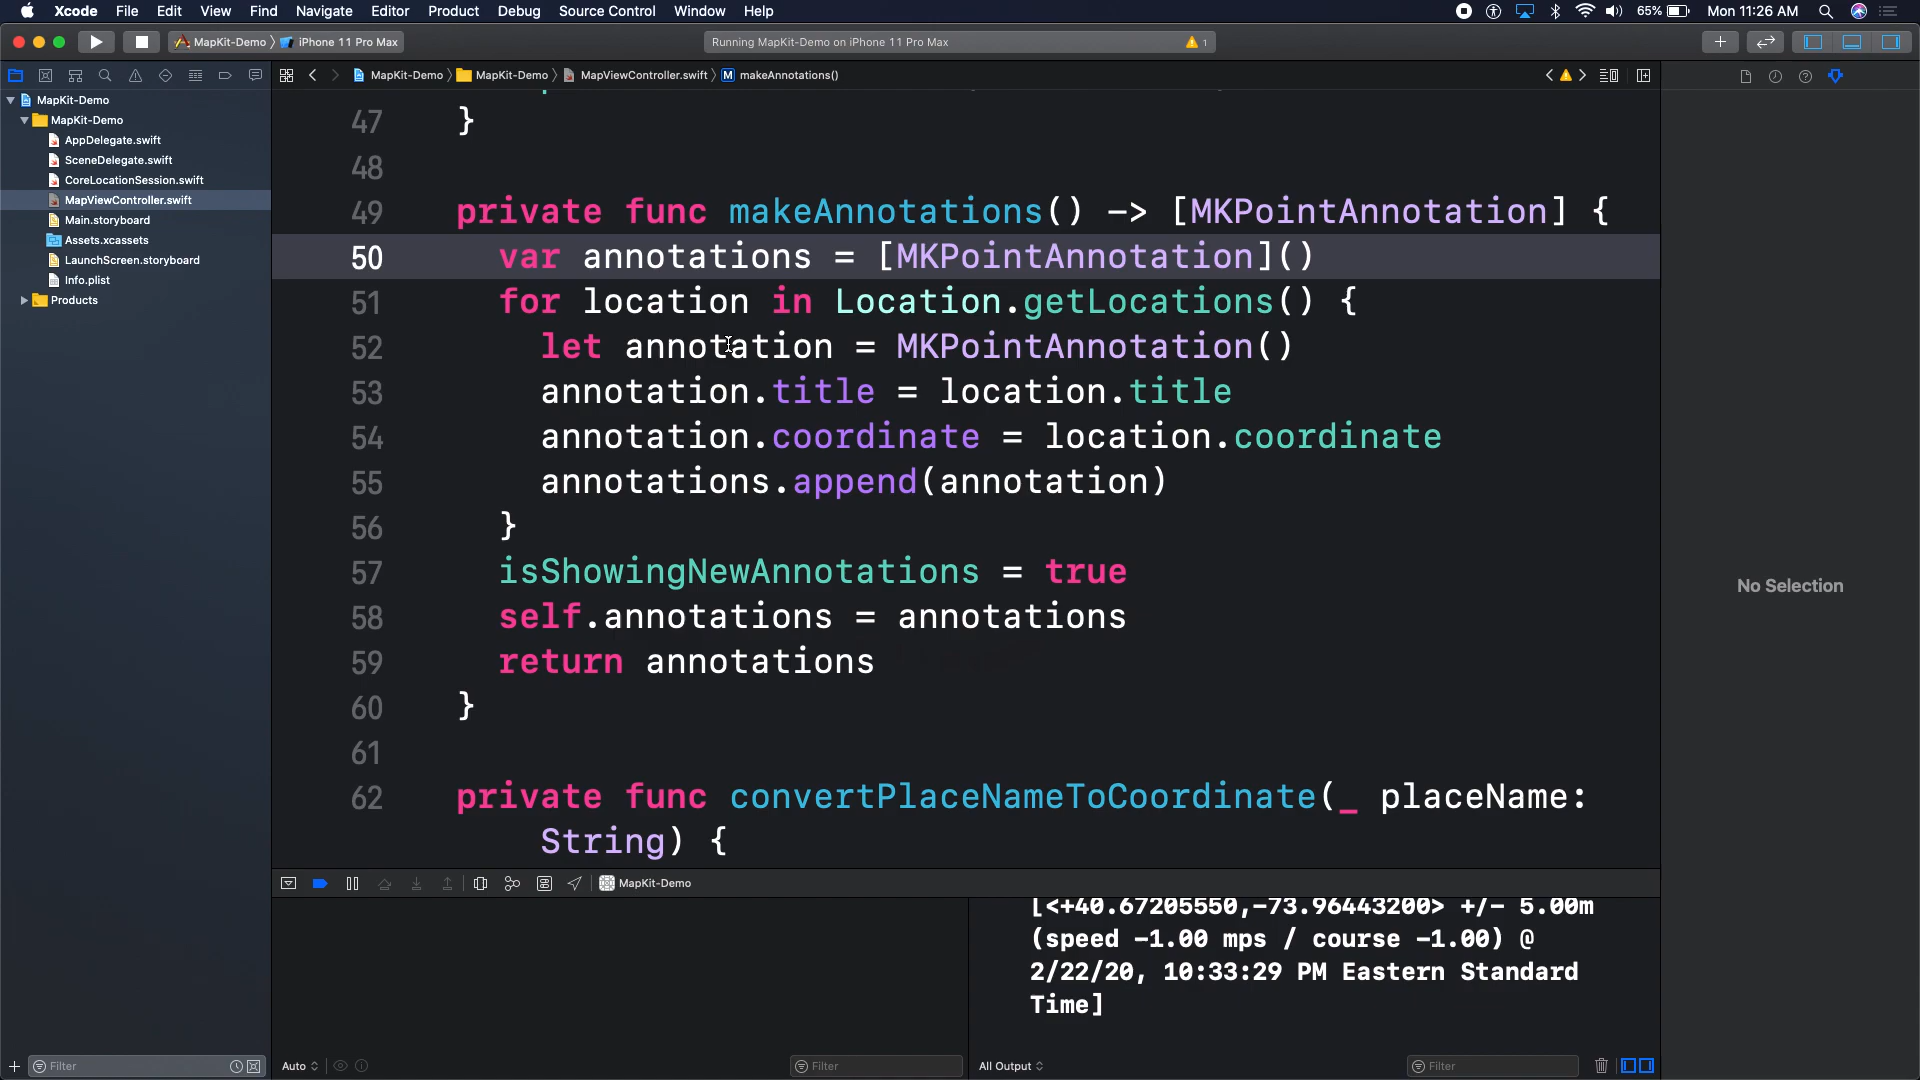 Xcode File Edit View Find Navigate Editor Product Debug Source Control Window Help 65% Mon 11:26 AM
MapKit-Demo iPhone 11 Pro Max Running MapKit-Demo on iPhone 11 Pro Max 1
MapKit-Demo MapKit-Demo MapViewController.swift M makeAnnotations()
MapKit-Demo
MapKit-Demo
AppDelegate.swift
SceneDelegate.swift
CoreLocationSession.swift
MapViewController.swift
Main.storyboard
Assets.xcassets
LaunchScreen.storyboard
Info.plist
Products
47 }
48
49 private func makeAnnotations() -> [MKPointAnnotation] {
50 var annotations = [MKPointAnnotation]()
51 for location in Location.getLocations() {
52 let annotation = MKPointAnnotation()
53 annotation.title = location.title
54 annotation.coordinate = location.coordinate
55 annotations.append(annotation)
56 }
57 isShowingNewAnnotations = true
58 self.annotations = annotations
59 return annotations
60 }
61
62 private func convertPlaceNameToCoordinate(_ placeName:
String) {
No Selection
MapKit-Demo
[<+40.67205550,-73.96443200> +/- 5.00m
(speed -1.00 mps / course -1.00) @
2/22/20, 10:33:29 PM Eastern Standard
Time]
Filter Auto Filter All Output Filter